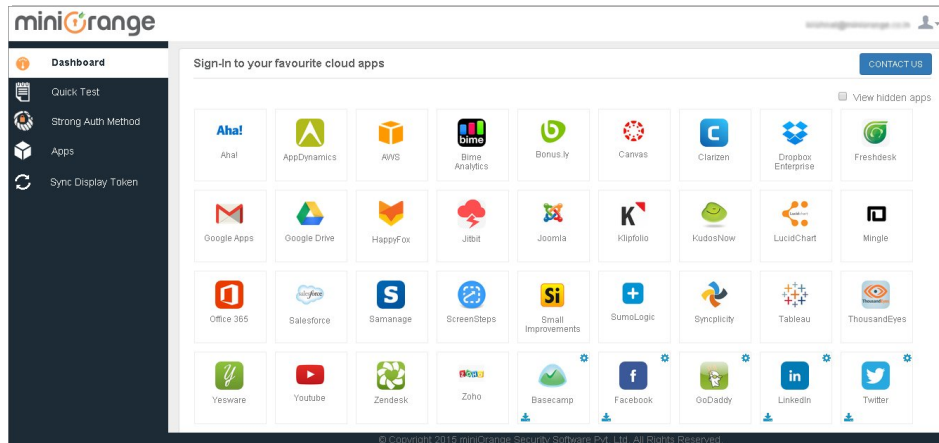 miniOrange
Dashboard
Quick Test
Strong Auth Method
Apps
Sync Display Token
Sign-In to your favourite cloud apps
CONTACT US
View hidden apps
Aha!
Aha!
AppDynamics
AWS
bime
Bime
Analytics
Bonus.ly
Canvas
C
Clarizen
Dropbox
Enterprise
Freshdesk
Google Apps
Google Drive
HappyFox
Jitbit
Joomla
K
Klipfolio
KudosNow
LucidChart
Mingle
Office 365
salesforce
Salesforce
S
Samanage
ScreenSteps
Si
Small
Improvements
SumoLogic
Syncplicity
Tableau
ThousandEyes
y
Yesware
Youtube
Zendesk
ZOHO
Zoho
Basecamp
f
Facebook
GoDaddy
in
LinkedIn
Twitter
© Copyright 2015 miniOrange Security Software Pvt. Ltd. All Rights Reserved